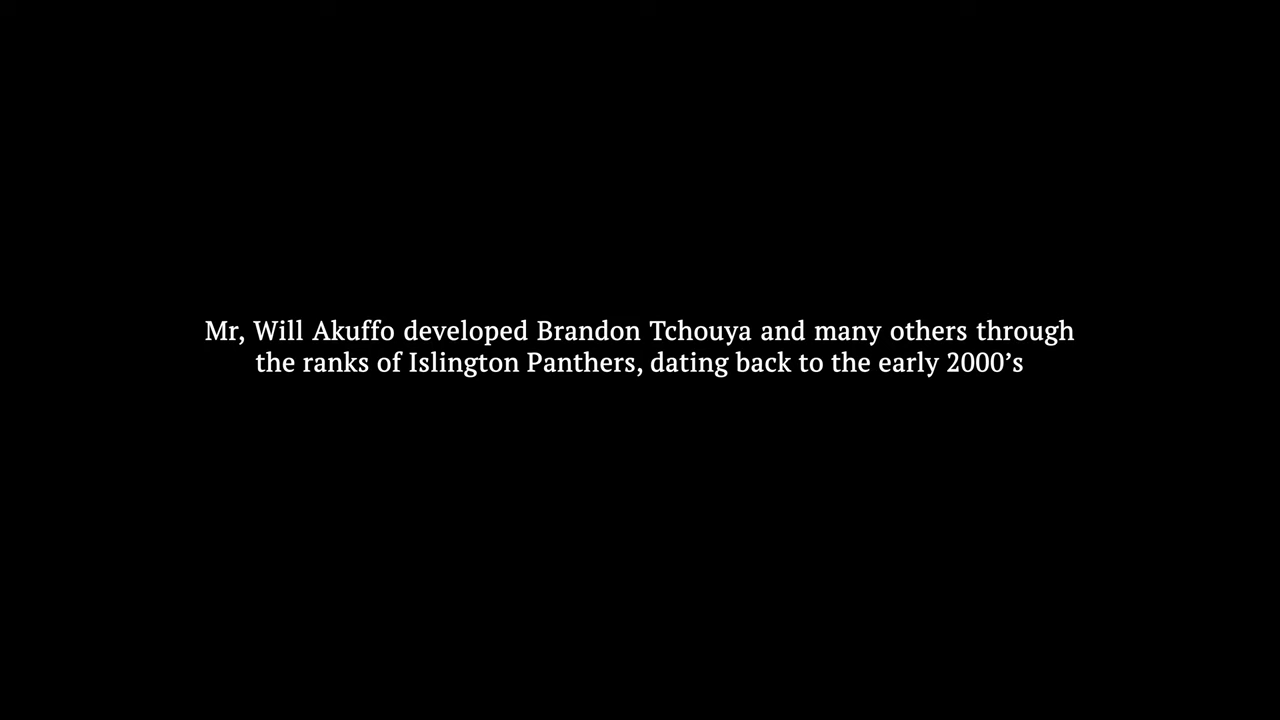 Mr, Will Akuffo developed Brandon Tchouya and many others through
the ranks of Islington Panthers, dating back to the early 2000’s